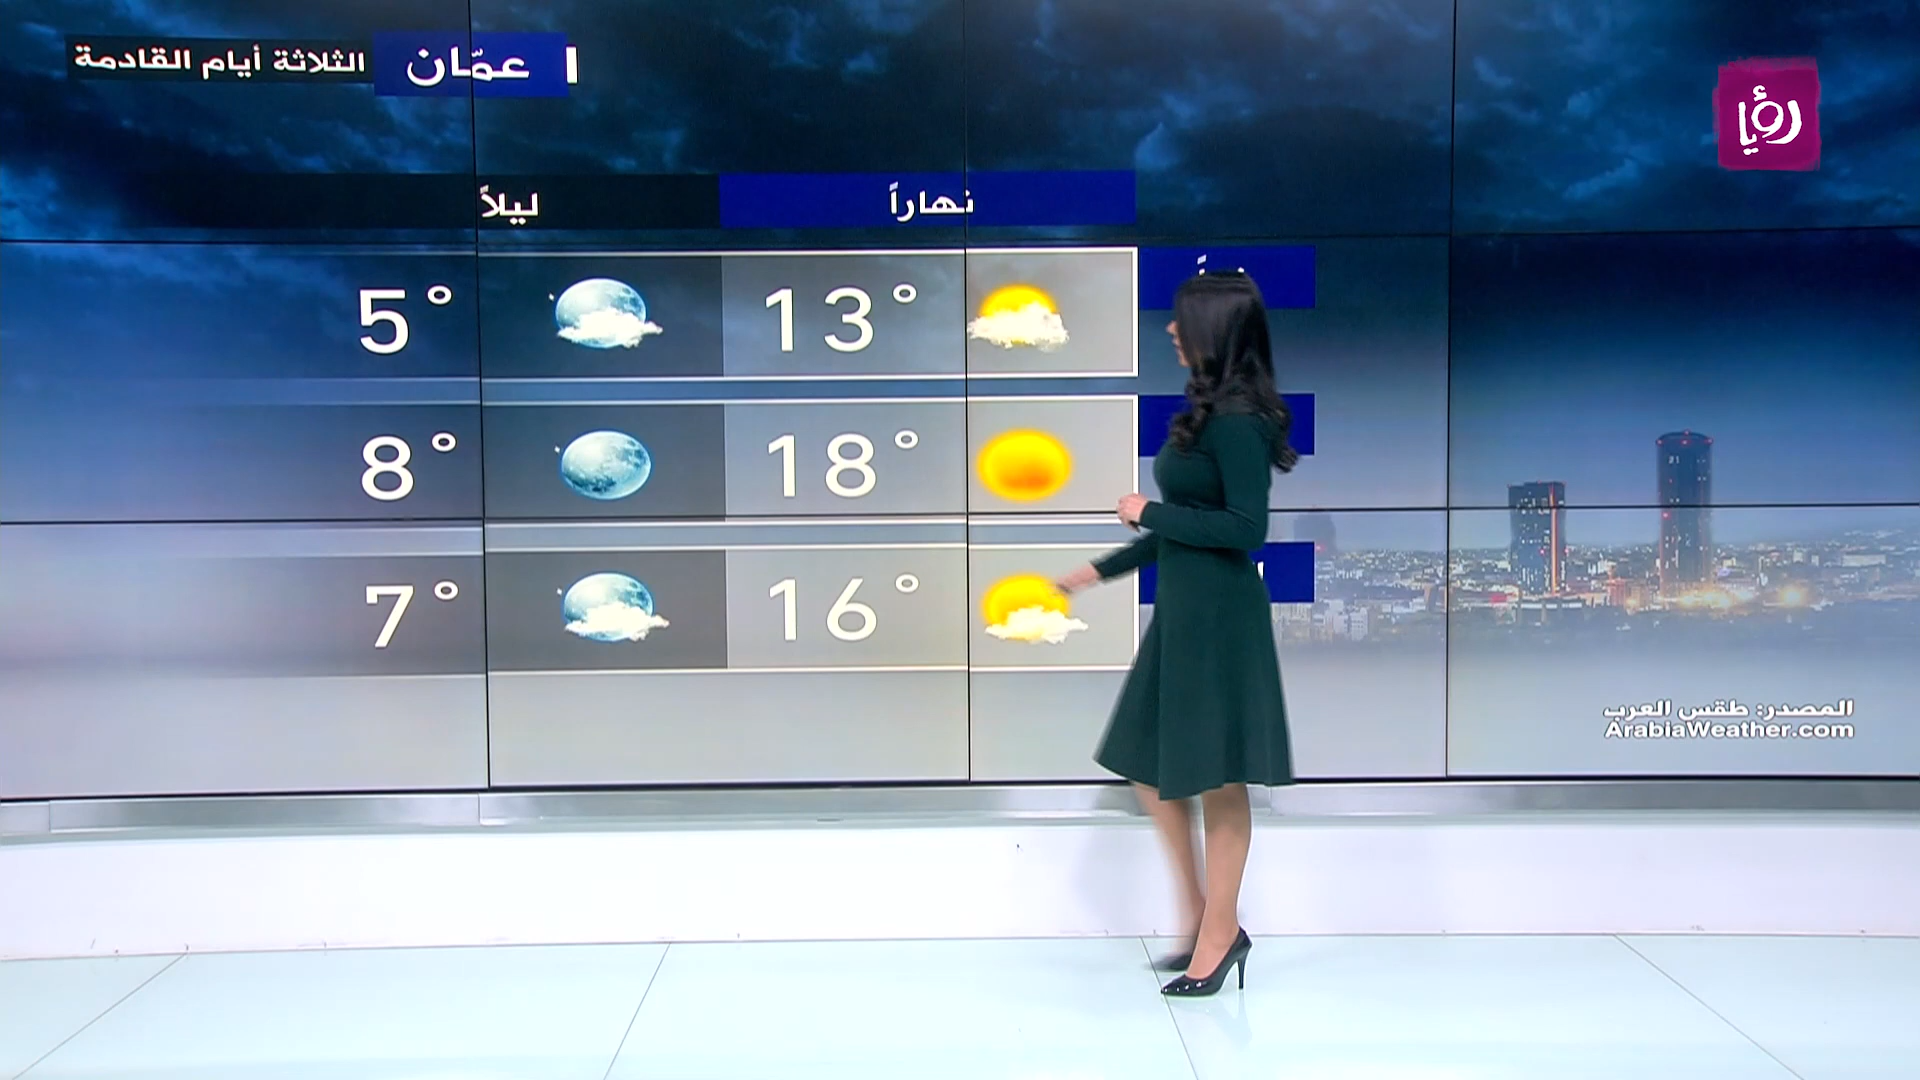 عمّان الثلاثة أيام القادمة
رؤيا
نهاراً ليلاً
13° 5°
18° 8°
16° 7°
المصدر: طقس العرب
ArabiaWeather.com